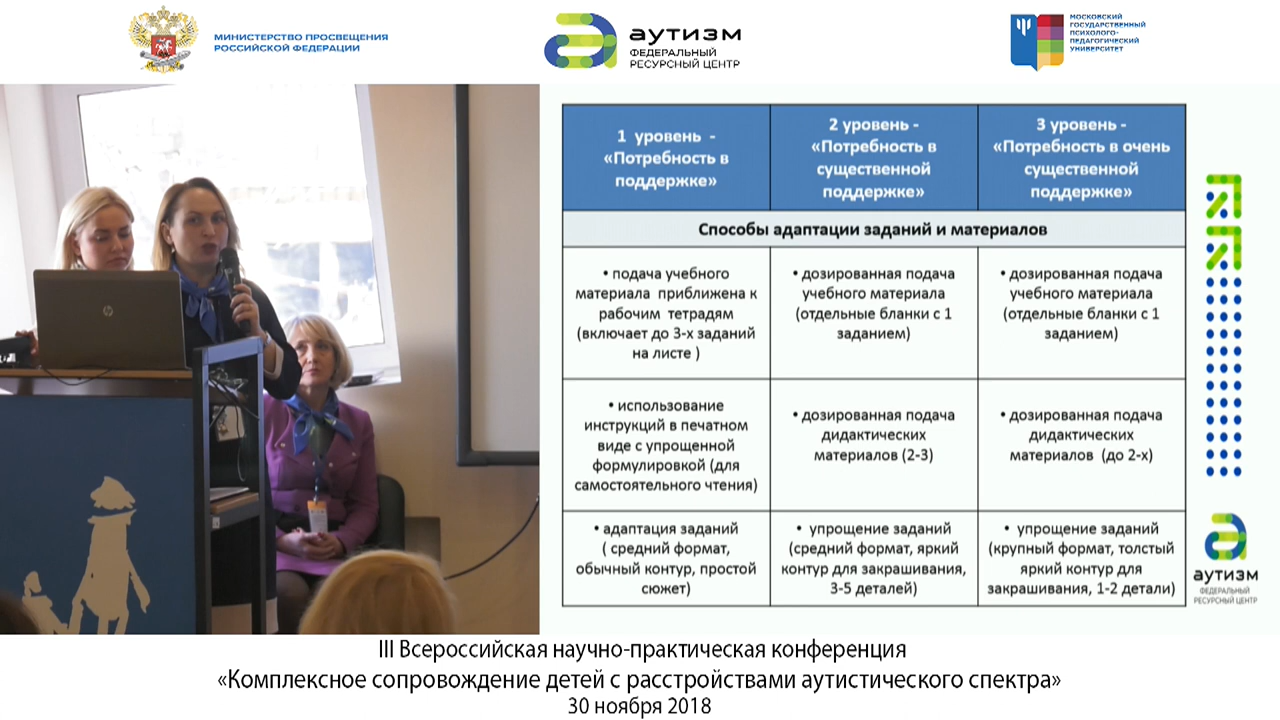 МИНИСТЕРСТВО ПРОСВЕЩЕНИЯ
РОССИЙСКОЙ ФЕДЕРАЦИИ
аутизм
ФЕДЕРАЛЬНЫЙ
РЕСУРСНЫЙ ЦЕНТР
МОСКОВСКИЙ
ГОСУДАРСТВЕННЫЙ
ПСИХОЛОГО-
ПЕДАГОГИЧЕСКИЙ
УНИВЕРСИТЕТ
1 уровень -
«Потребность в
поддержке»
2 уровень -
«Потребность в
существенной
поддержке»
3 уровень -
«Потребность в очень
существенной
поддержке»
Способы адаптации заданий и материалов
• подача учебного
материала приближена к
рабочим тетрадям
(включает до 3-х заданий
на листе )
• дозированная подача
учебного материала
(отдельные бланки с 1
заданием)
• дозированная подача
учебного материала
(отдельные бланки с 1
заданием)
• использование
инструкций в печатном
виде с упрощенной
формулировкой (для
самостоятельного чтения)
• дозированная подача
дидактических
материалов (2-3)
• дозированная подача
дидактических
материалов (до 2-х)
• адаптация заданий
( средний формат,
обычный контур, простой
сюжет)
• упрощение заданий
(средний формат, яркий
контур для закрашивания,
3-5 деталей)
• упрощение заданий
(крупный формат, толстый
яркий контур для
закрашивания, 1-2 детали)
аутизм
ФЕДЕРАЛЬНЫЙ
РЕСУРСНЫЙ ЦЕНТР
hp
III Всероссийская научно-практическая конференция
«Комплексное сопровождение детей с расстройствами аутистического спектра»
30 ноября 2018